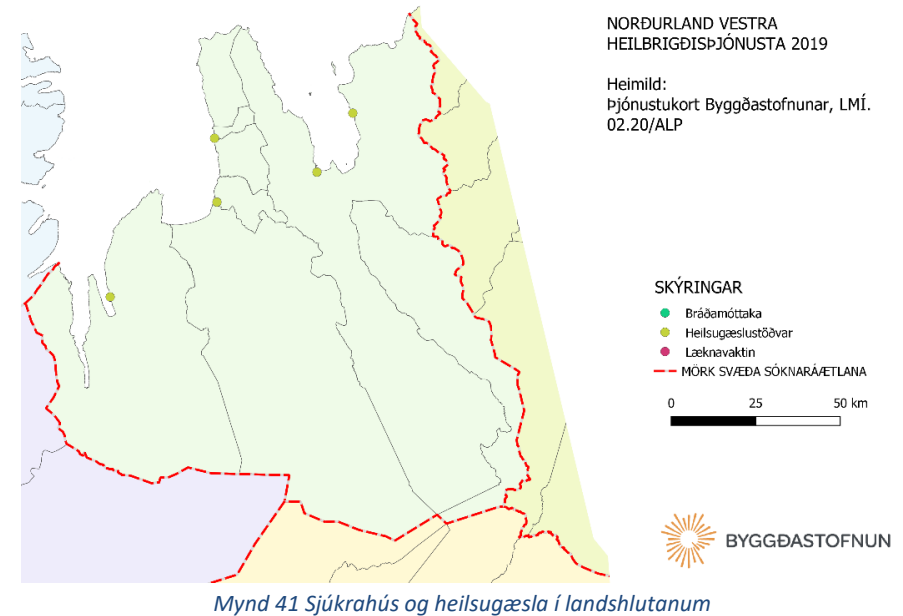 NORÐURLAND VESTRA
HEILBRIGÐISÞJÓNUSTA 2019
Heimild:
Þjónustukort Byggðastofnunar, LMÍ.
02.20/ALP
SKÝRINGAR
Bráðamóttaka
Heilsugæslustöðvar
Læknavaktin
MÖRK SVÆÐA SÓKNARÁÆTLANA
0 25 50 km
BYGGÐASTOFNUN
Mynd 41 Sjúkrahús og heilsugæsla í landshlutanum